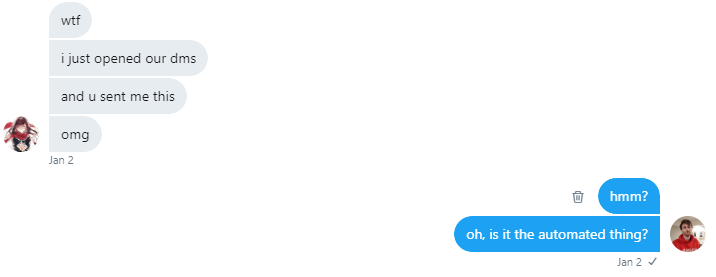 wtf
i just opened our dms
and u sent me this
omg
Jan 2
hmm?
oh, is it the automated thing?
Jan 2 ✓